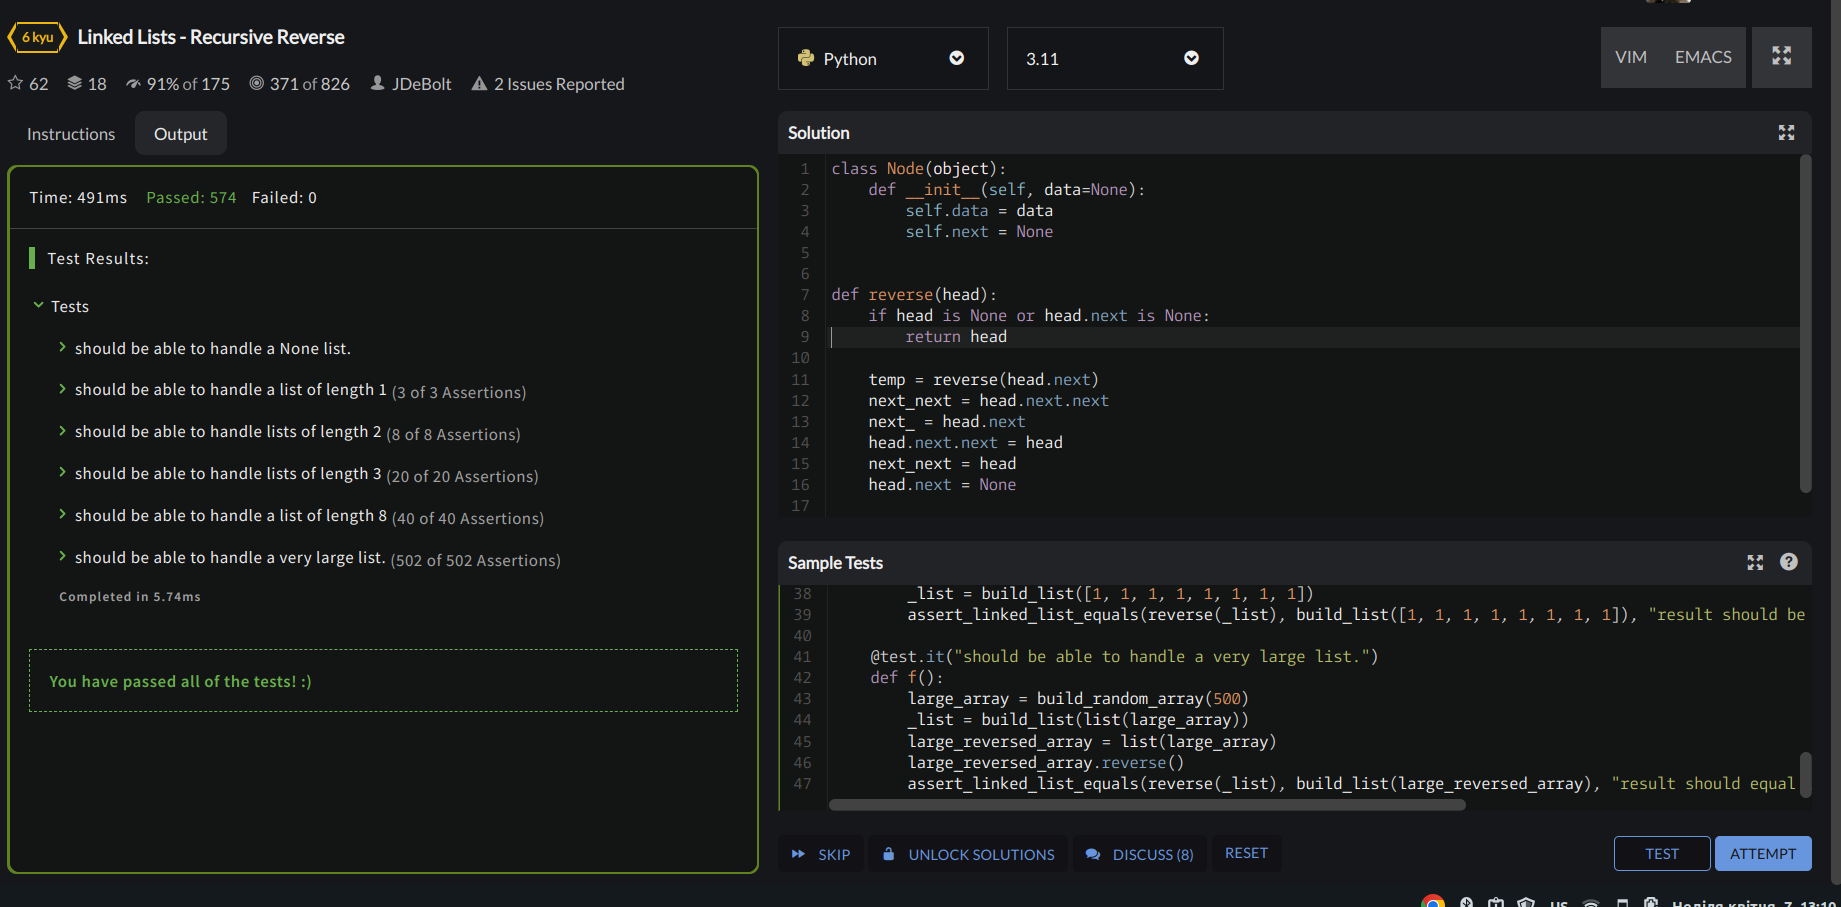 6 kyu Linked Lists - Recursive Reverse
62 18 91% of 175 371 of 826 JDeBolt 2 Issues Reported
Instructions Output
Time: 491ms Passed: 574 Failed: 0
Test Results:
Tests
should be able to handle a None list.
should be able to handle a list of length 1 (3 of 3 Assertions)
should be able to handle lists of length 2 (8 of 8 Assertions)
should be able to handle lists of length 3 (20 of 20 Assertions)
should be able to handle a list of length 8 (40 of 40 Assertions)
should be able to handle a very large list. (502 of 502 Assertions)
Completed in 5.74ms
You have passed all of the tests! :)
Python 3.11 VIM EMACS
Solution
1 class Node(object):
2     def __init__(self, data=None):
3         self.data = data
4         self.next = None
5
6
7 def reverse(head):
8     if head is None or head.next is None:
9         return head
10
11     temp = reverse(head.next)
12     next_next = head.next.next
13     next_ = head.next
14     head.next.next = head
15     next_next = head
16     head.next = None
17
Sample Tests
38         _list = build_list([1, 1, 1, 1, 1, 1, 1, 1])
39         assert_linked_list_equals(reverse(_list), build_list([1, 1, 1, 1, 1, 1, 1, 1]), "result should be
40
41     @test.it("should be able to handle a very large list.")
42     def f():
43         large_array = build_random_array(500)
44         _list = build_list(list(large_array))
45         large_reversed_array = list(large_array)
46         large_reversed_array.reverse()
47         assert_linked_list_equals(reverse(_list), build_list(large_reversed_array), "result should equal
SKIP UNLOCK SOLUTIONS DISCUSS (8) RESET TEST ATTEMPT
US Неділя квітня, 7 13:10